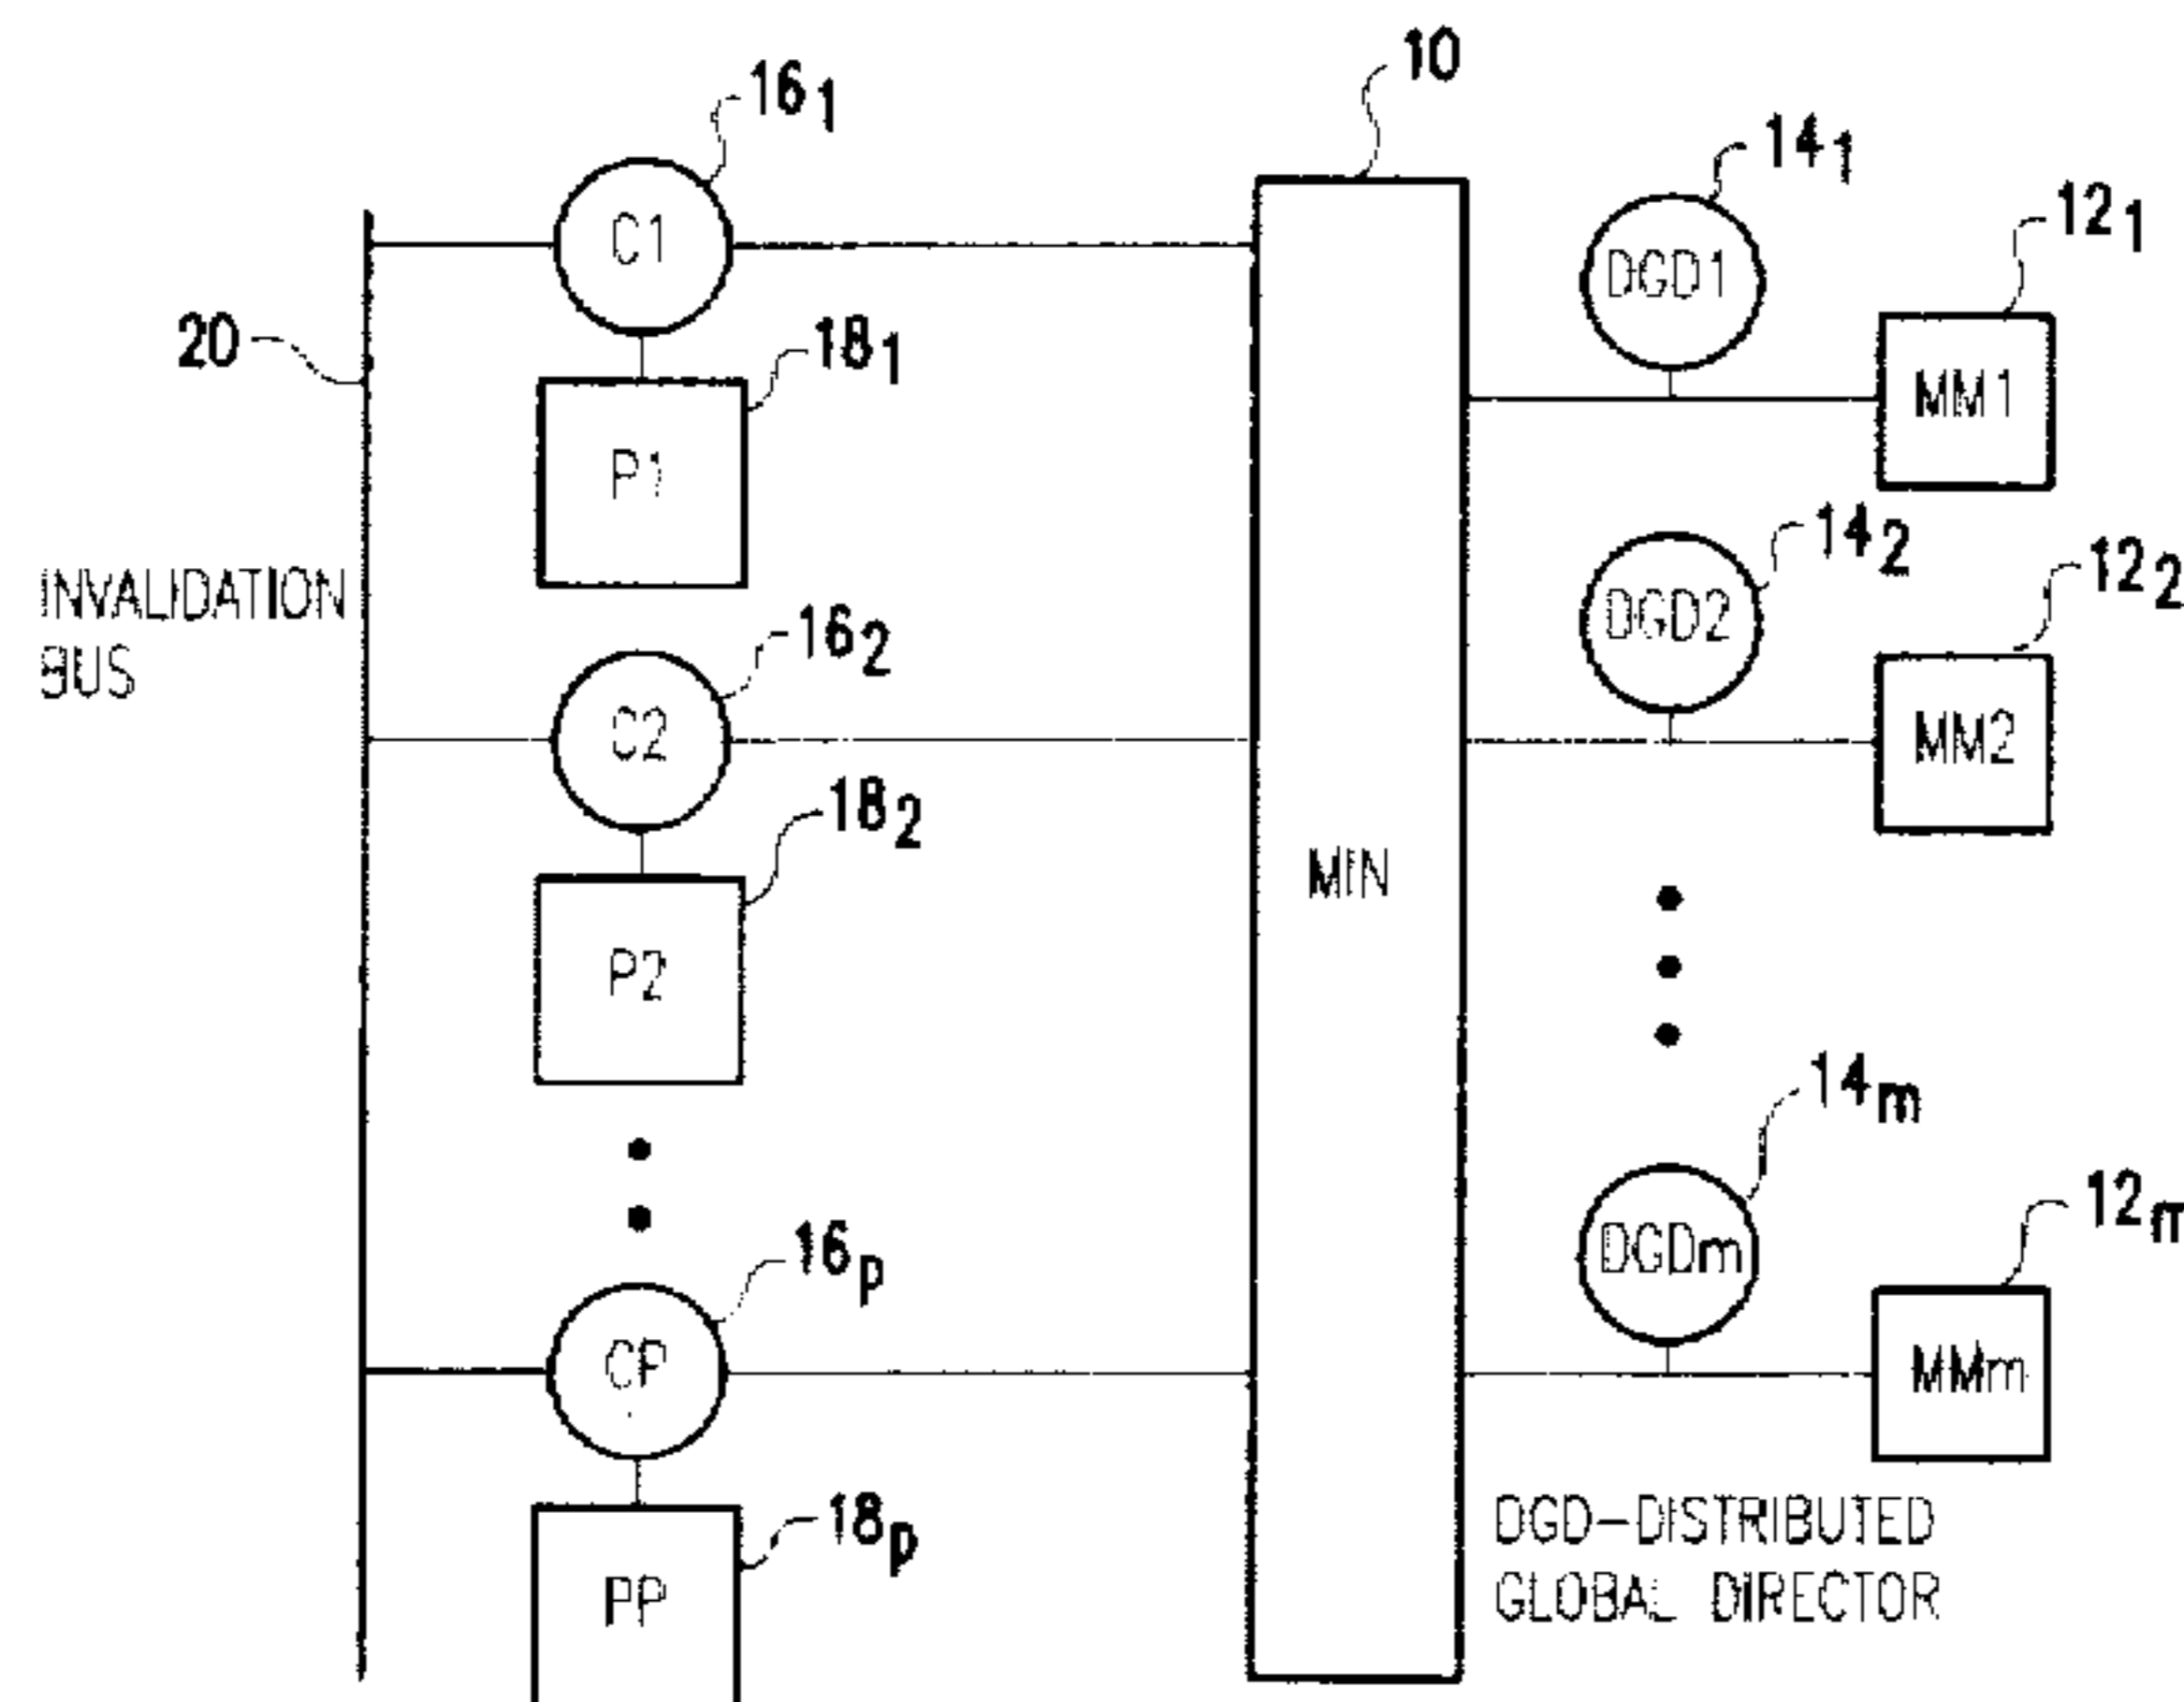 10
16₁
14₁
12₁
C1
DGD1
20
18₁
MM1
P1
14₂
12₂
INVALIDATION
BUS
16₂
DGD2
C2
MM2
18₂
MIN
P2
14ₘ
12ₘ
16ₚ
DGDm
CP
MMm
18ₚ
PP
DGD-DISTRIBUTED
GLOBAL DIRECTOR